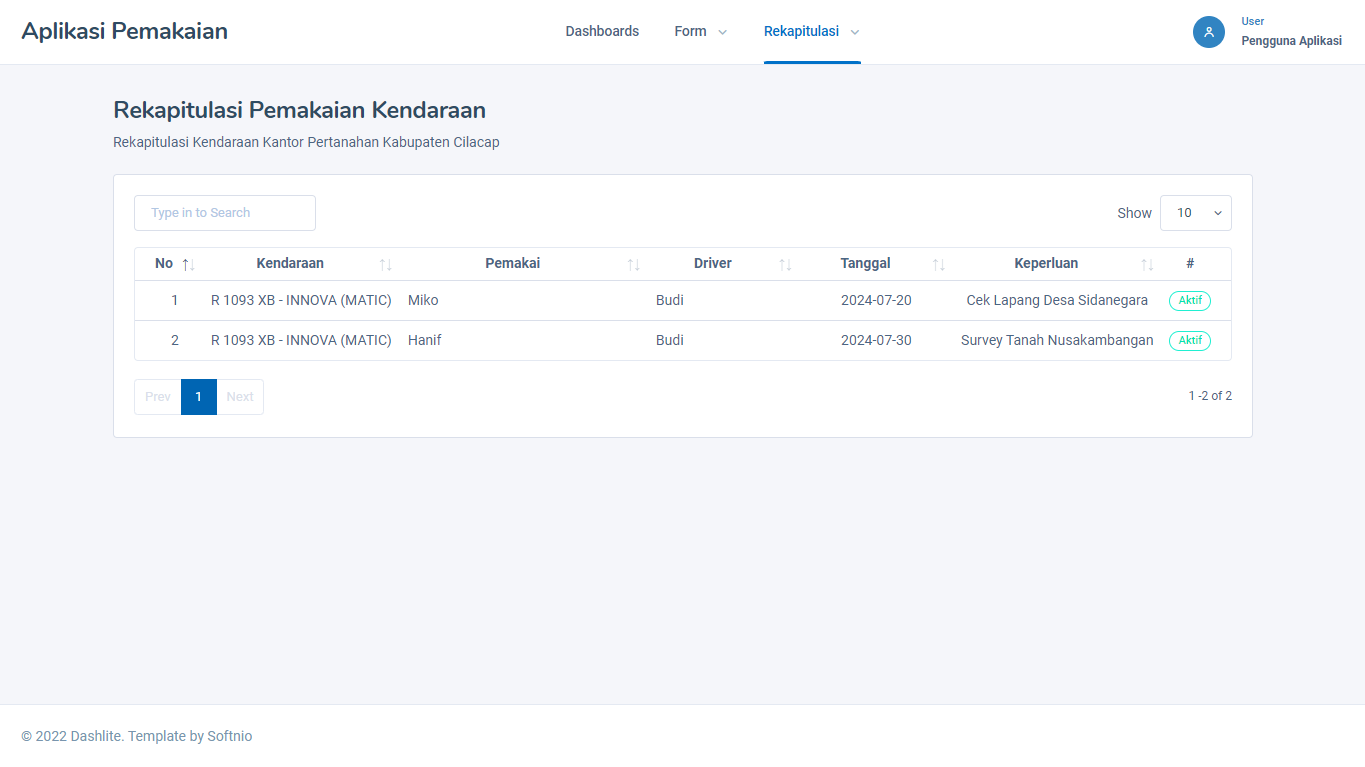 Aplikasi Pemakaian
Dashboards
Form
Rekapitulasi
User
Pengguna Aplikasi
Rekapitulasi Pemakaian Kendaraan
Rekapitulasi Kendaraan Kantor Pertanahan Kabupaten Cilacap
Type in to Search
Show 10
No Kendaraan Pemakai Driver Tanggal Keperluan #
1 R 1093 XB - INNOVA (MATIC) Miko Budi 2024-07-20 Cek Lapang Desa Sidanegara Aktif
2 R 1093 XB - INNOVA (MATIC) Hanif Budi 2024-07-30 Survey Tanah Nusakambangan Aktif
Prev 1 Next
1 -2 of 2
© 2022 Dashlite. Template by Softnio